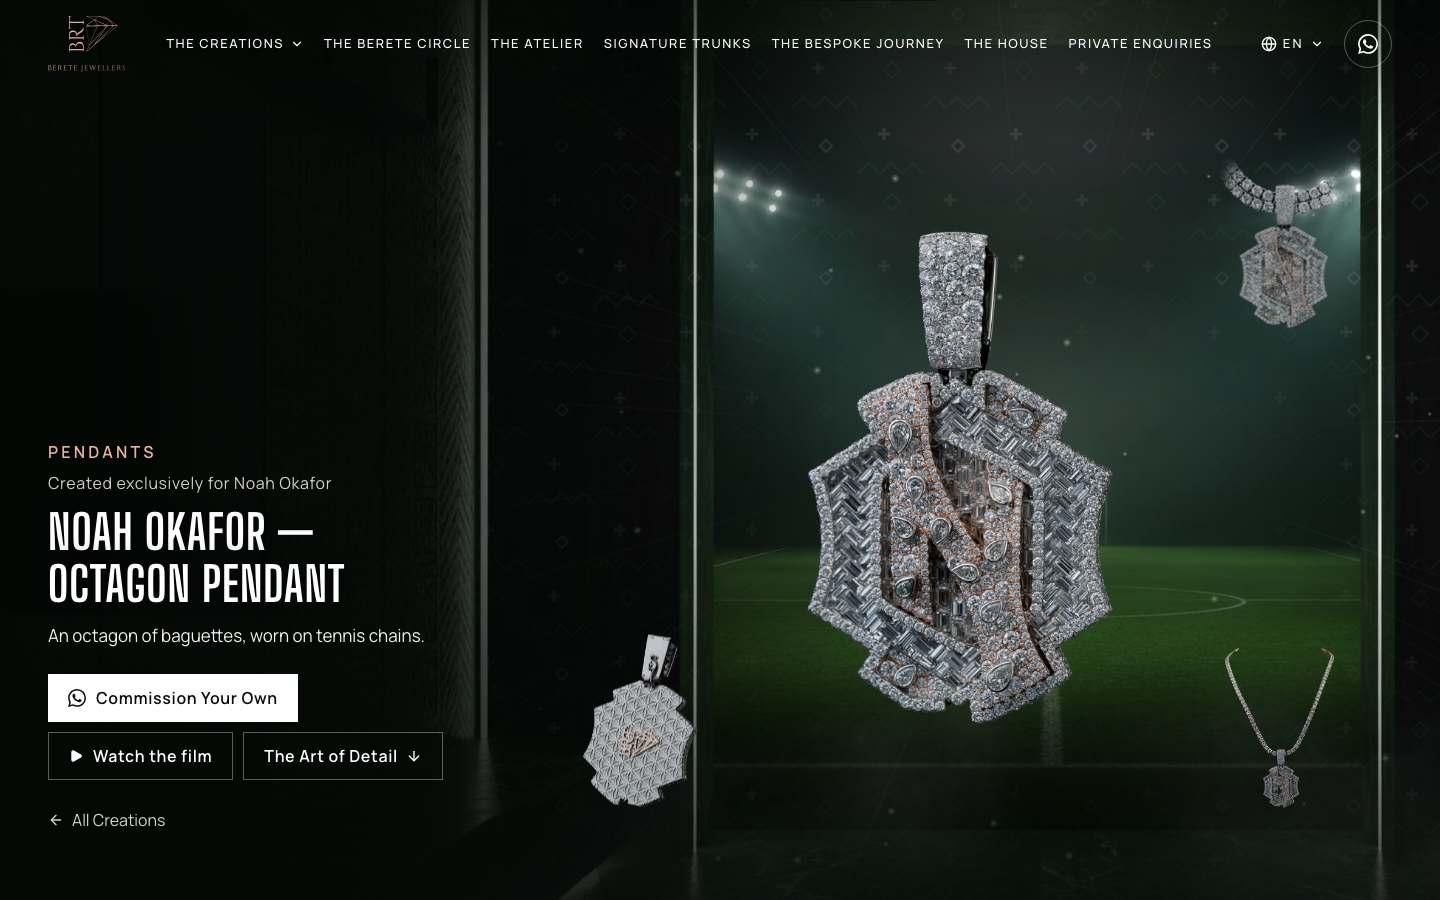 BRT
BERETE JEWELLERS
THE CREATIONS
THE BERETE CIRCLE
THE ATELIER
SIGNATURE TRUNKS
THE BESPOKE JOURNEY
THE HOUSE
PRIVATE ENQUIRIES
EN
PENDANTS
Created exclusively for Noah Okafor
NOAH OKAFOR —
OCTAGON PENDANT
An octagon of baguettes, worn on tennis chains.
Commission Your Own
Watch the film
The Art of Detail
All Creations